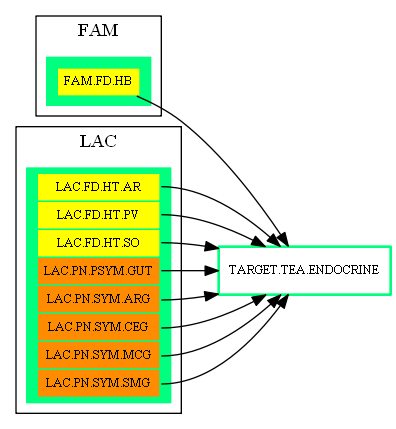 FAM
FAM.FD.HB
LAC
LAC.FD.HT.AR
LAC.FD.HT.PV
LAC.FD.HT.SO
LAC.PN.PSYM.GUT
LAC.PN.SYM.ARG
LAC.PN.SYM.CEG
LAC.PN.SYM.MCG
LAC.PN.SYM.SMG
TARGET.TEA.ENDOCRINE